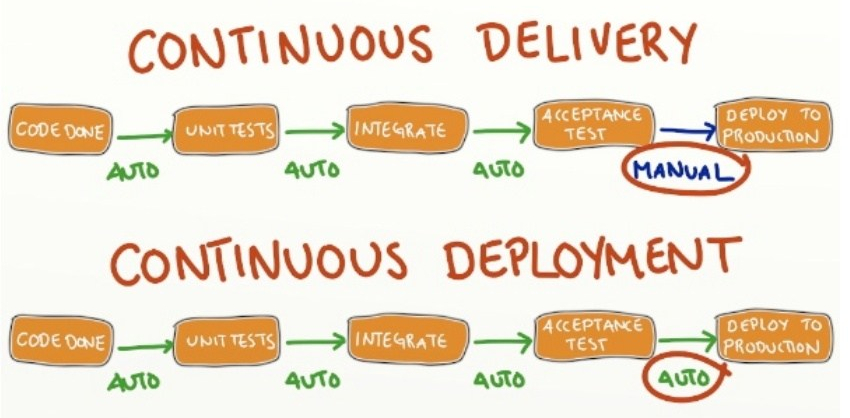 CONTINUOUS DELIVERY
CODE DONE
UNIT TESTS
INTEGRATE
ACCEPTANCE
TEST
DEPLOY TO
PRODUCTION
AUTO
AUTO
AUTO
MANUAL
CONTINUOUS DEPLOYMENT
CODE DONE
UNIT TESTS
INTEGRATE
ACCEPTANCE
TEST
DEPLOY TO
PRODUCTION
AUTO
AUTO
AUTO
AUTO